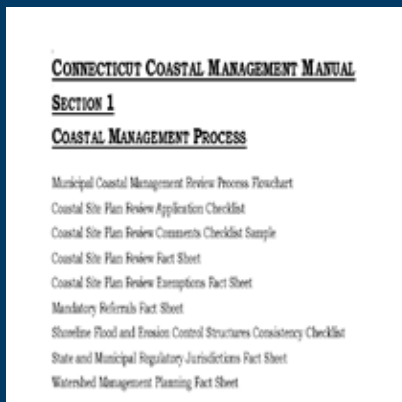 CONNECTICUT COASTAL MANAGEMENT MANUAL
SECTION 1
COASTAL MANAGEMENT PROCESS
Municipal Coastal Management Review Process Flowchart
Coastal Site Plan Review Application Checklist
Coastal Site Plan Review Comments Checklist Sample
Coastal Site Plan Review Fact Sheet
Coastal Site Plan Review Exemptions Fact Sheet
Mandatory Referrals Fact Sheet
Shoreline Flood and Erosion Control Structures Consistency Checklist
State and Municipal Regulatory Jurisdictions Fact Sheet
Watershed Management Planning Fact Sheet